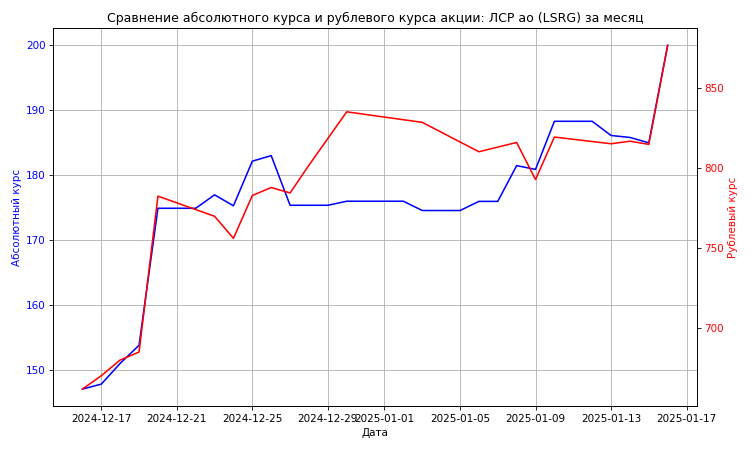 Сравнение абсолютного курса и рублевого курса акции: ЛСР ао (LSRG) за месяц
200
190
180
170
160
150
Абсолютный курс
850
800
750
700
Рублевый курс
2024-12-17 2024-12-21 2024-12-25 2024-12-29 2025-01-01 2025-01-05 2025-01-09 2025-01-13 2025-01-17
Дата